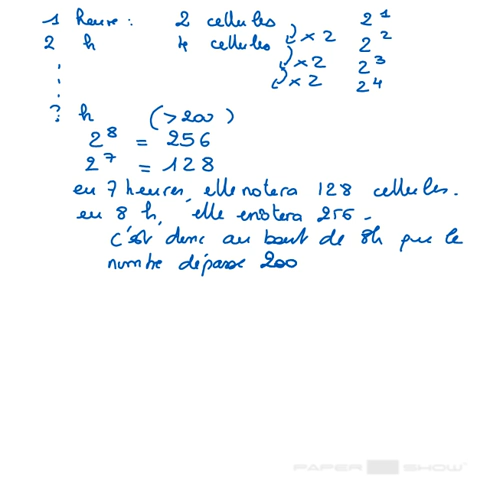 1 heure : 2 cellules 2¹
2 h 4 cellules × 2 2²
× 2 2³
× 2 2⁴
? h (>200)
2⁸ = 256
2⁷ = 128
en 7 heures, elle notera 128 cellules.
en 8 h, elle en notera 256.
c'est donc au bout de 8h que le
nombre dépasse 200
PAPER SHOW